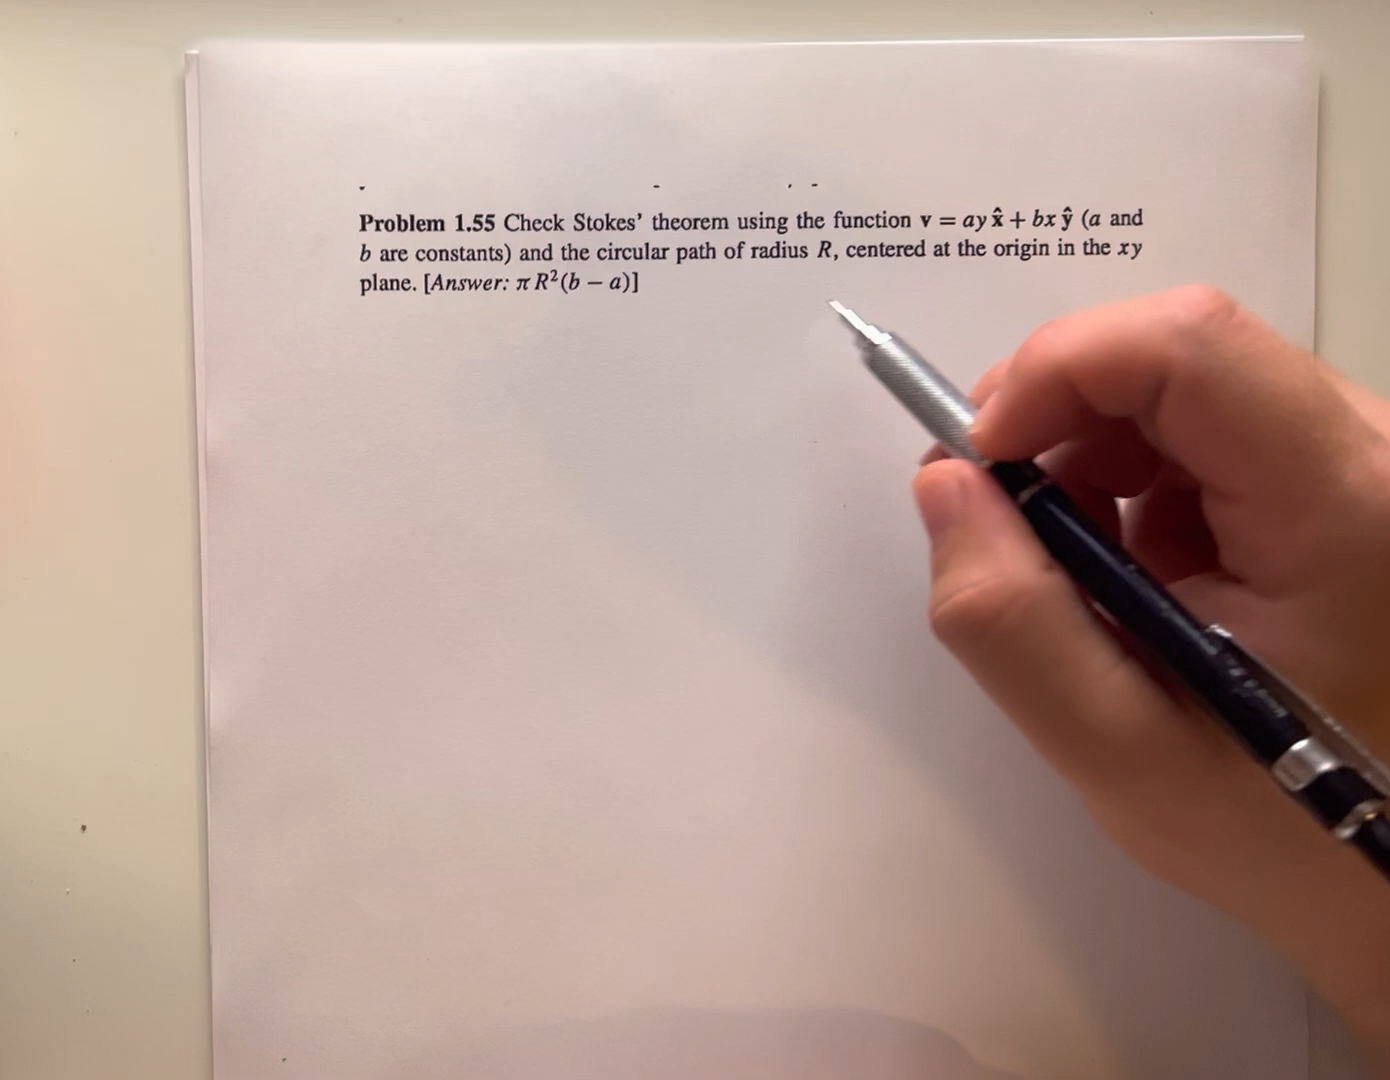 Problem 1.55 Check Stokes' theorem using the function v = ay x̂ + bx ŷ (a and
b are constants) and the circular path of radius R, centered at the origin in the xy
plane. [Answer: π R²(b − a)]